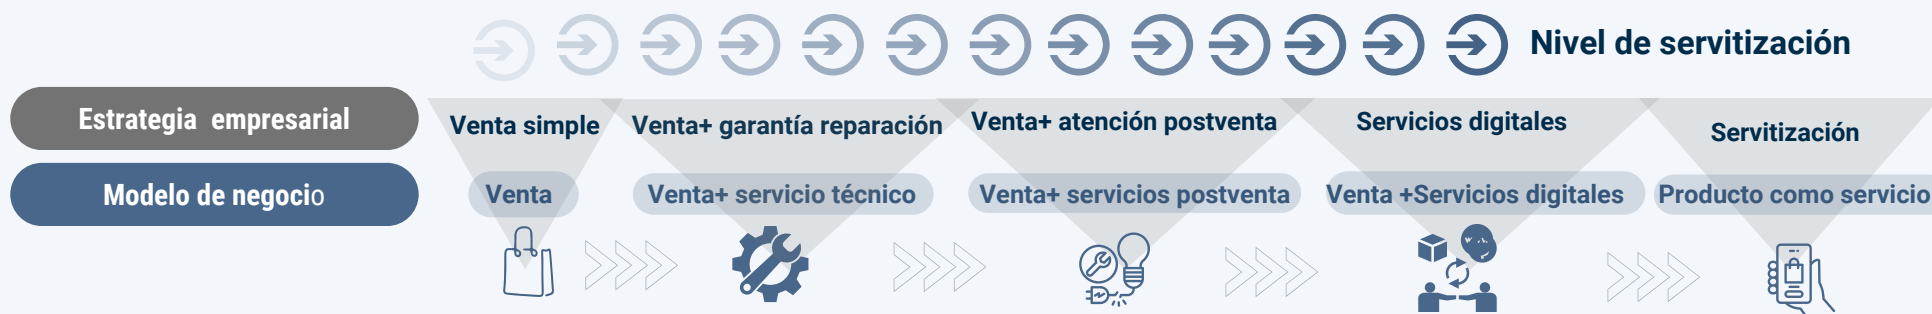 Nivel de servitización
Estrategia empresarial
Venta simple
Venta+ garantía reparación
Venta+ atención postventa
Servicios digitales
Servitización
Modelo de negocio
Venta
Venta+ servicio técnico
Venta+ servicios postventa
Venta +Servicios digitales
Producto como servicio